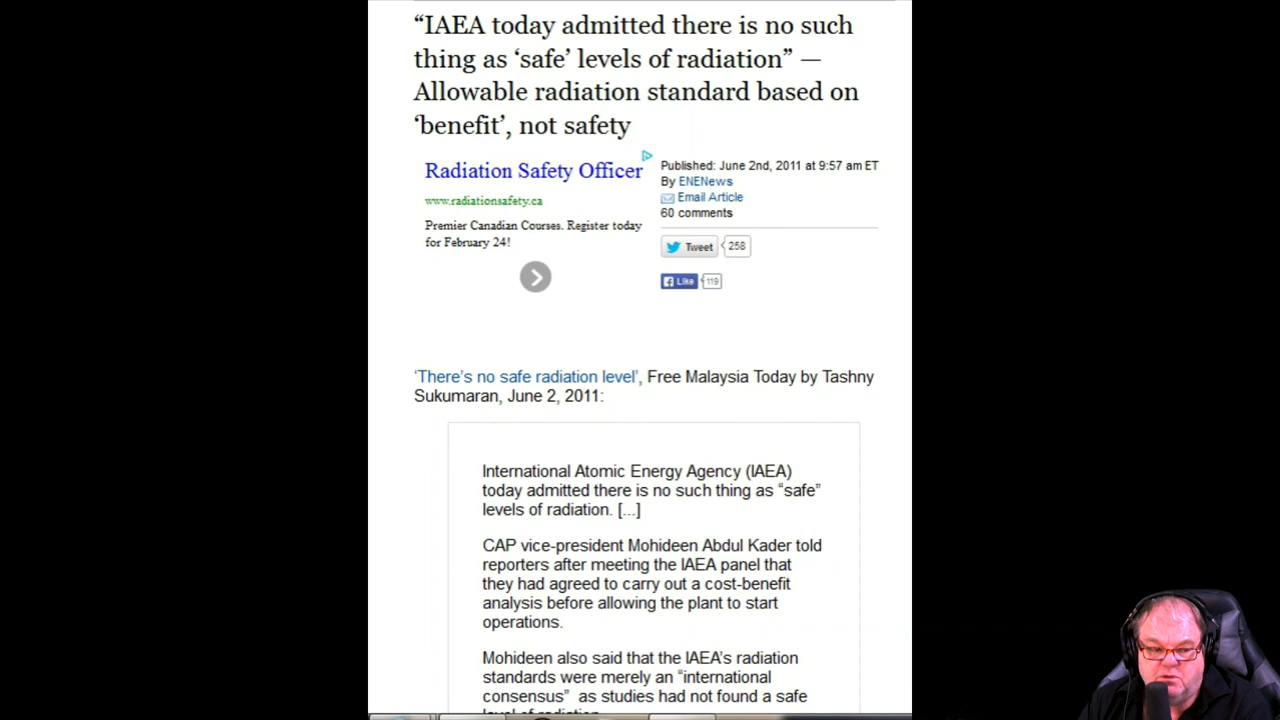 “IAEA today admitted there is no such
thing as ‘safe’ levels of radiation” —
Allowable radiation standard based on
‘benefit’, not safety
Radiation Safety Officer
www.radiationsafety.ca
Premier Canadian Courses. Register today
for February 24!
Published: June 2nd, 2011 at 9:57 am ET
By ENENews
Email Article
60 comments
Tweet 258
Like 119
‘There’s no safe radiation level’, Free Malaysia Today by Tashny
Sukumaran, June 2, 2011:
International Atomic Energy Agency (IAEA)
today admitted there is no such thing as “safe”
levels of radiation. [...]
CAP vice-president Mohideen Abdul Kader told
reporters after meeting the IAEA panel that
they had agreed to carry out a cost-benefit
analysis before allowing the plant to start
operations.
Mohideen also said that the IAEA’s radiation
standards were merely an “international
consensus” as studies had not found a safe
level of radiation